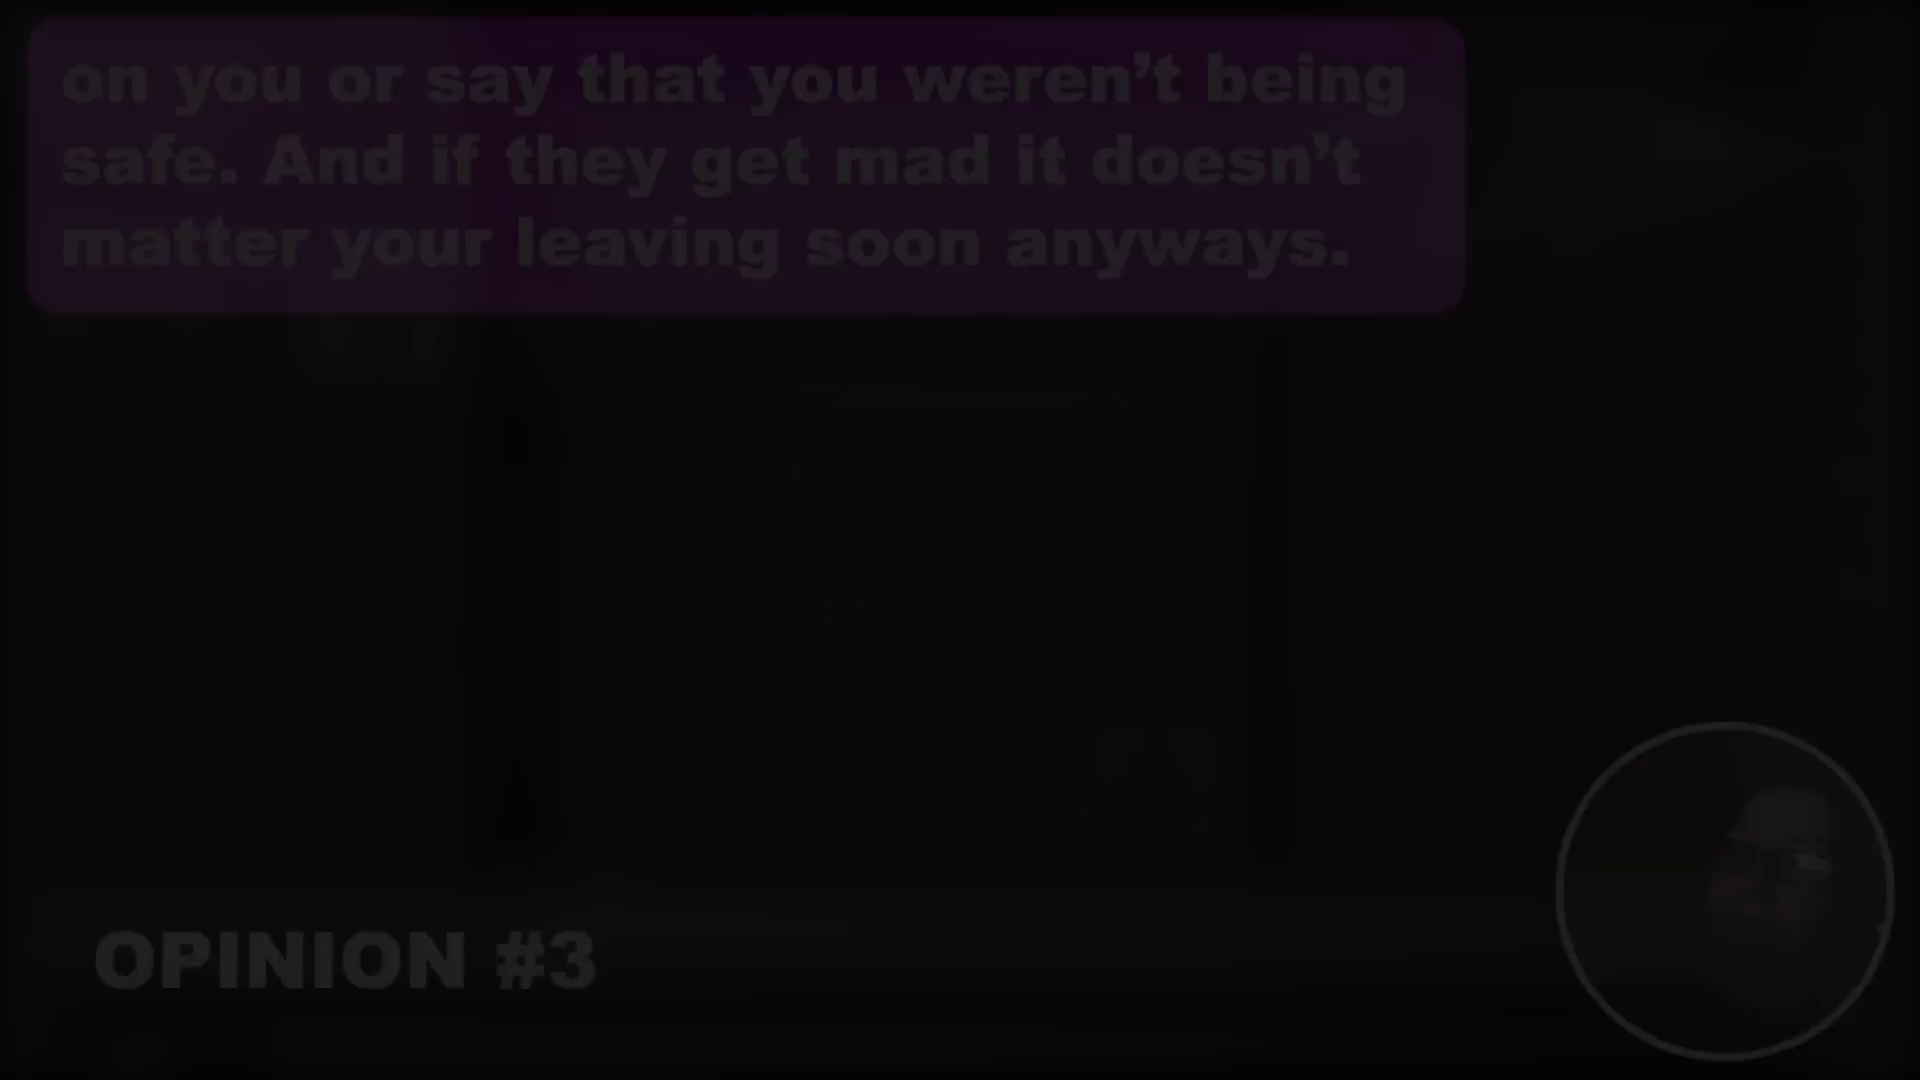 on you or say that you weren’t being
safe. And if they get mad it doesn’t
matter your leaving soon anyways.
OPINION #3